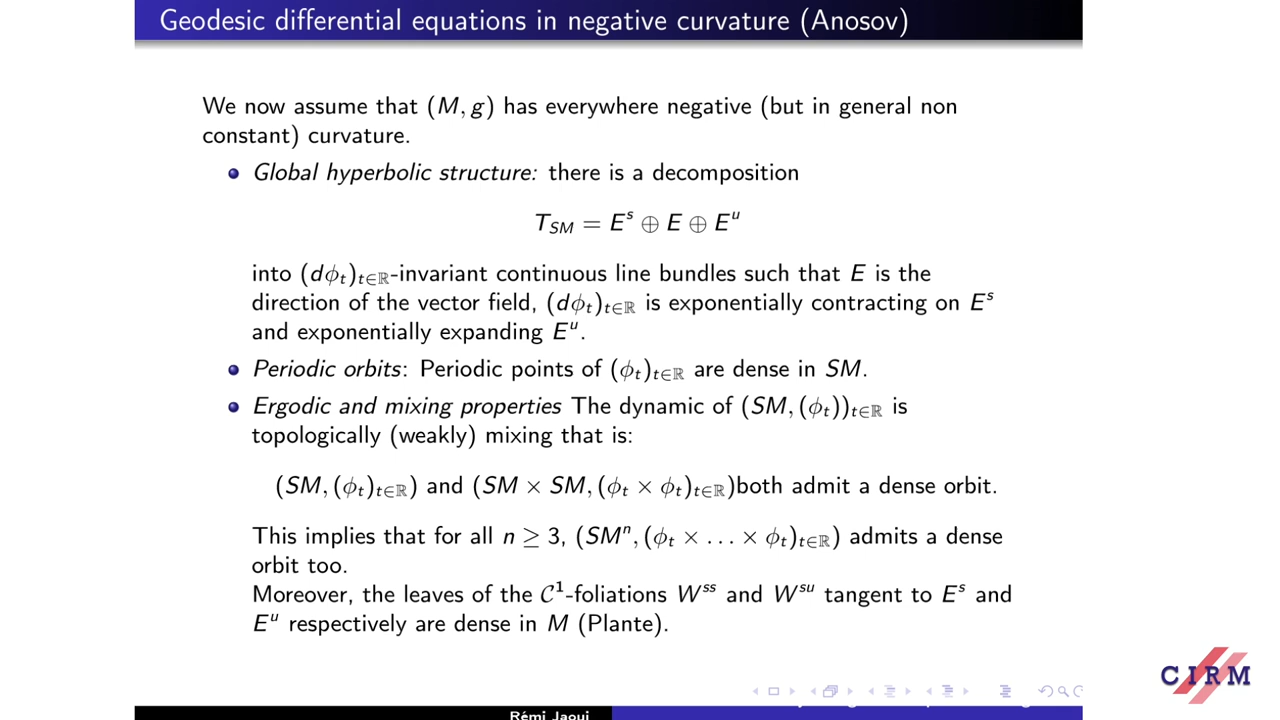 Geodesic differential equations in negative curvature (Anosov)
We now assume that (M, g) has everywhere negative (but in general non
constant) curvature.
Global hyperbolic structure: there is a decomposition
T_{SM} = E^s ⊕ E ⊕ E^u
into (dϕ_t)_{t∈ℝ}-invariant continuous line bundles such that E is the
direction of the vector field, (dϕ_t)_{t∈ℝ} is exponentially contracting on E^s
and exponentially expanding E^u.
Periodic orbits: Periodic points of (ϕ_t)_{t∈ℝ} are dense in SM.
Ergodic and mixing properties The dynamic of (SM, (ϕ_t))_{t∈ℝ} is
topologically (weakly) mixing that is:
(SM, (ϕ_t)_{t∈ℝ}) and (SM × SM, (ϕ_t × ϕ_t)_{t∈ℝ})both admit a dense orbit.
This implies that for all n ≥ 3, (SM^n, (ϕ_t × . . . × ϕ_t)_{t∈ℝ}) admits a dense
orbit too.
Moreover, the leaves of the 𝒞^1-foliations W^{ss} and W^{su} tangent to E^s and
E^u respectively are dense in M (Plante).
CIRM
Rémi Jaoui